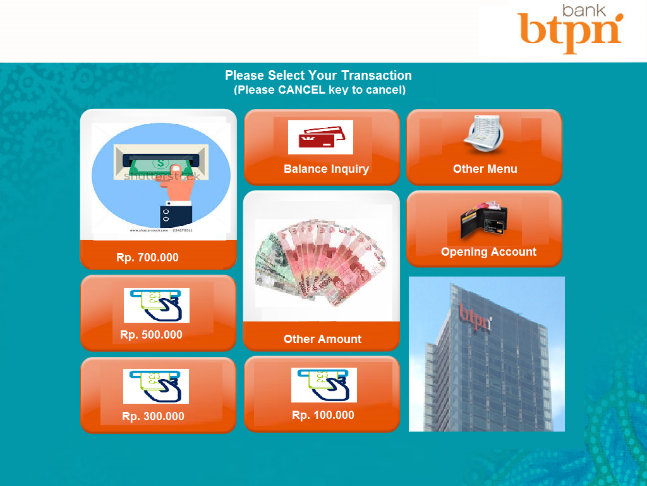 bank
btpn
Please Select Your Transaction
(Please CANCEL key to cancel)
Balance Inquiry
Other Menu
shutterstock
Rp. 700.000
Opening Account
Rp. 500.000
Other Amount
btpn
Rp. 300.000
Rp. 100.000